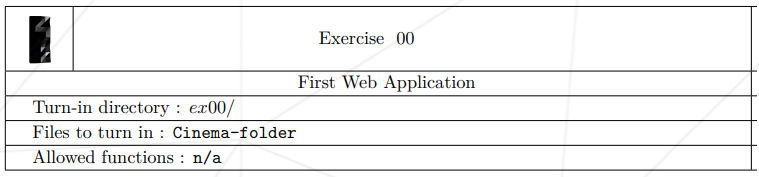 Exercise 00
First Web Application
Turn-in directory : ex00/
Files to turn in : Cinema-folder
Allowed functions : n/a